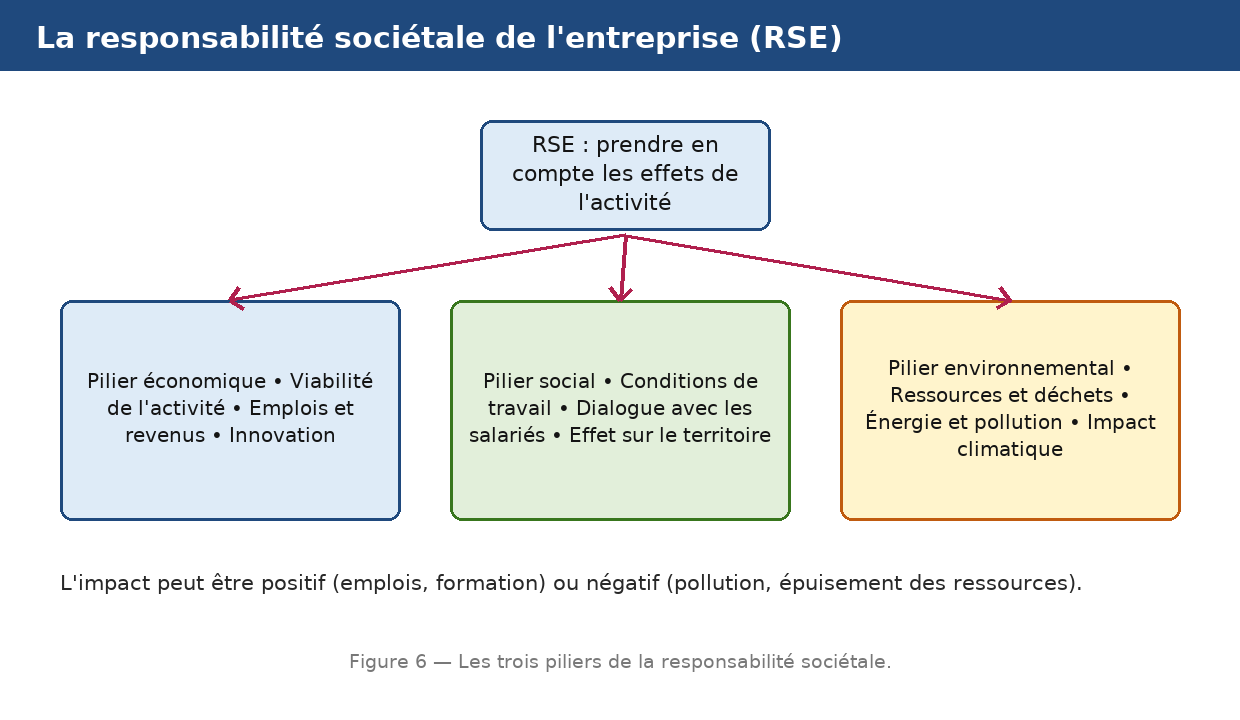 La responsabilité sociétale de l'entreprise (RSE)
RSE : prendre en
compte les effets de
l'activité
Pilier économique • Viabilité
de l'activité • Emplois et
revenus • Innovation
Pilier social • Conditions de
travail • Dialogue avec les
salariés • Effet sur le territoire
Pilier environnemental •
Ressources et déchets •
Énergie et pollution • Impact
climatique
L'impact peut être positif (emplois, formation) ou négatif (pollution, épuisement des ressources).
Figure 6 — Les trois piliers de la responsabilité sociétale.